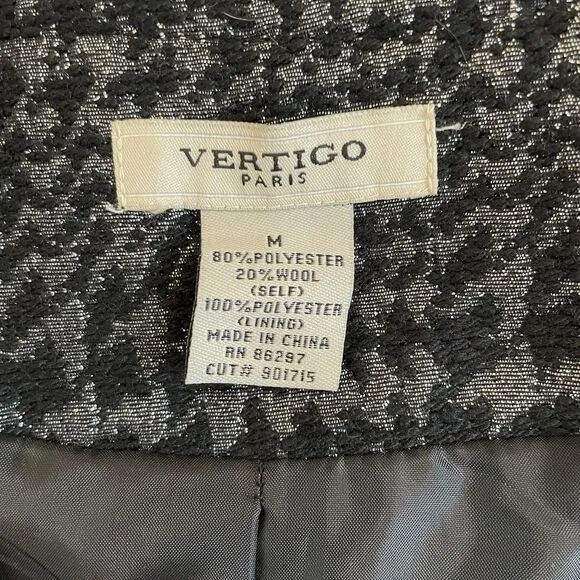 VERTIGO
PARIS
M
80%POLYESTER
20%WOOL
(SELF)
100%POLYESTER
(LINING)
MADE IN CHINA
RN 86297
CUT# 901715